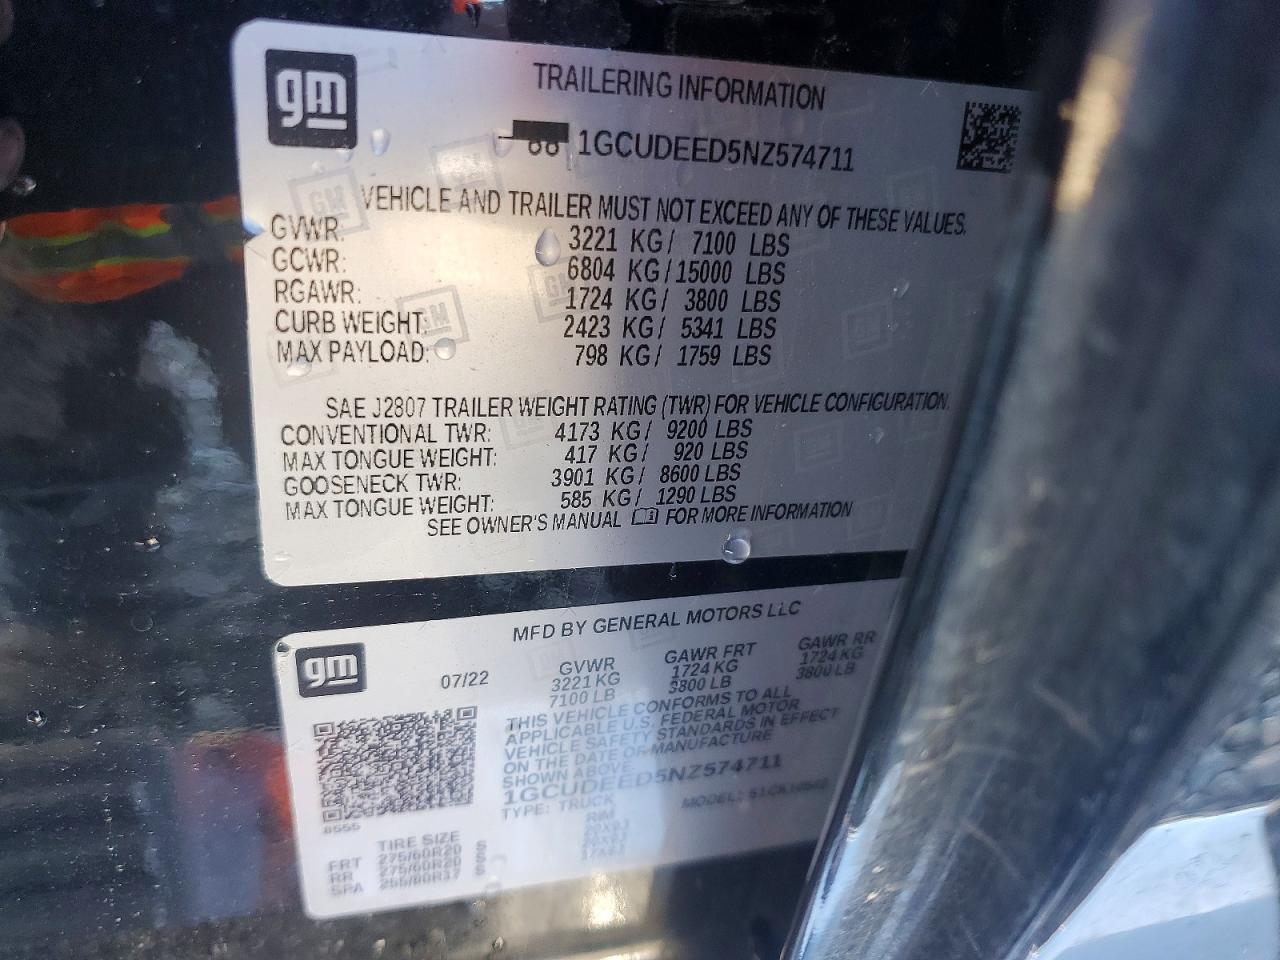 gm
TRAILERING INFORMATION
1GCUDEED5NZ574711
VEHICLE AND TRAILER MUST NOT EXCEED ANY OF THESE VALUES.
GVWR: 3221 KG/ 7100 LBS
GCWR: 6804 KG/15000 LBS
RGAWR: 1724 KG/ 3800 LBS
CURB WEIGHT: 2423 KG/ 5341 LBS
MAX PAYLOAD: 798 KG/ 1759 LBS
SAE J2807 TRAILER WEIGHT RATING (TWR) FOR VEHICLE CONFIGURATION.
CONVENTIONAL TWR: 4173 KG/ 9200 LBS
MAX TONGUE WEIGHT: 417 KG/ 920 LBS
GOOSENECK TWR: 3901 KG/ 8600 LBS
MAX TONGUE WEIGHT: 585 KG/ 1290 LBS
SEE OWNER'S MANUAL FOR MORE INFORMATION
gm
MFD BY GENERAL MOTORS LLC
07/22
GVWR GAWR FRT GAWR RR
3221 KG 1724 KG 1724 KG
7100 LB 3800 LB 3800 LB
THIS VEHICLE CONFORMS TO ALL
APPLICABLE U.S. FEDERAL MOTOR
VEHICLE SAFETY STANDARDS IN EFFECT
ON THE DATE OF MANUFACTURE
SHOWN ABOVE.
1GCUDEED5NZ574711
TYPE: TRUCK MODEL:
TIRE SIZE RIM
FRT 275/60R20 S 20X9J
RR 275/60R20 S
SPA S